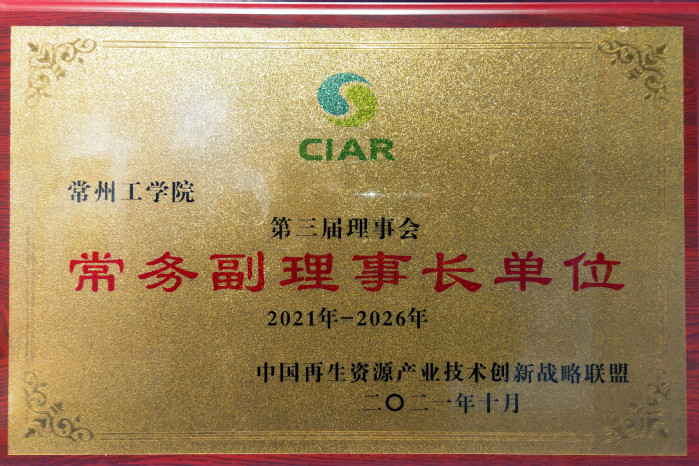 CIAR
常州工学院
第三届理事会
常务副理事长单位
2021年-2026年
中国再生资源产业技术创新战略联盟
二〇二一年十月